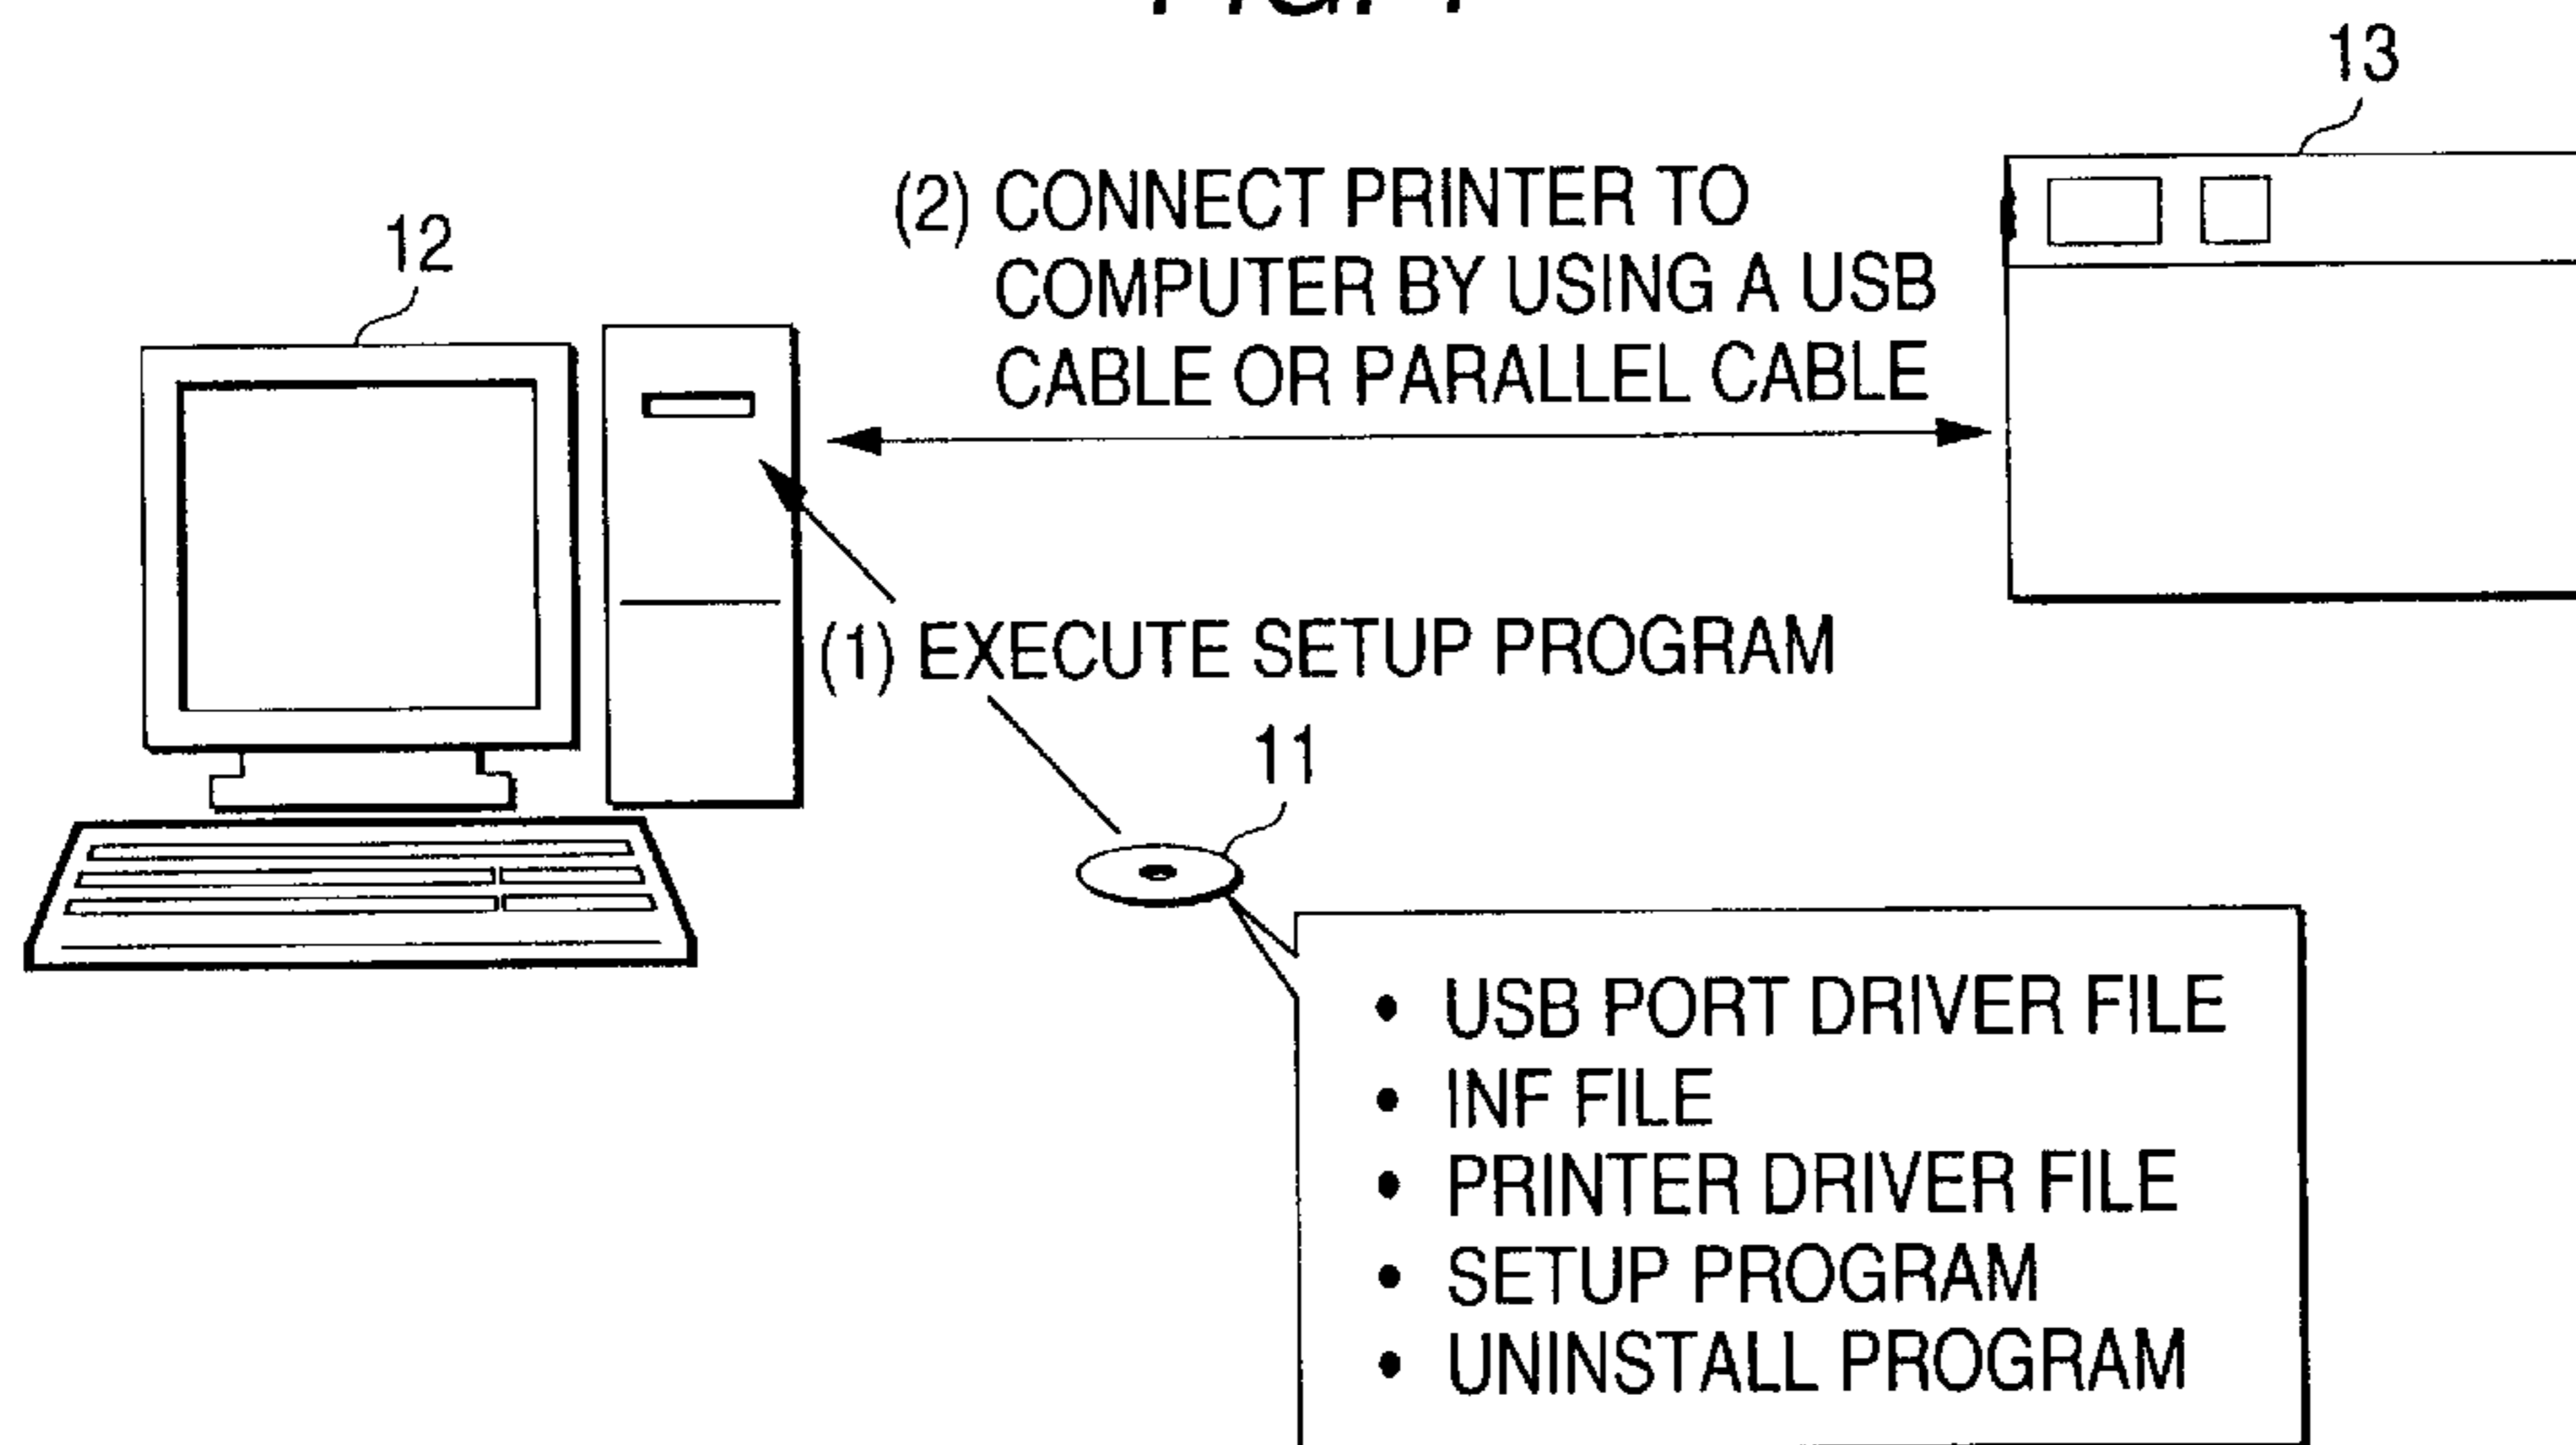 13
(2) CONNECT PRINTER TO
COMPUTER BY USING A USB
CABLE OR PARALLEL CABLE
12
(1) EXECUTE SETUP PROGRAM
11
• USB PORT DRIVER FILE
• INF FILE
• PRINTER DRIVER FILE
• SETUP PROGRAM
• UNINSTALL PROGRAM